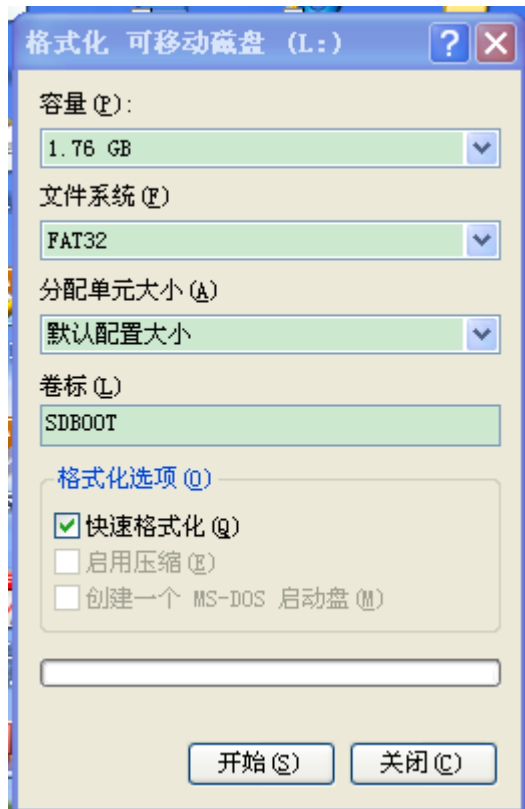 格式化 可移动磁盘 (L:)
容量(P):
1.76 GB
文件系统(F)
FAT32
分配单元大小(A)
默认配置大小
卷标(L)
SDBOOT
格式化选项(O)
快速格式化(Q)
启用压缩(E)
创建一个 MS-DOS 启动盘(M)
开始(S)
关闭(C)